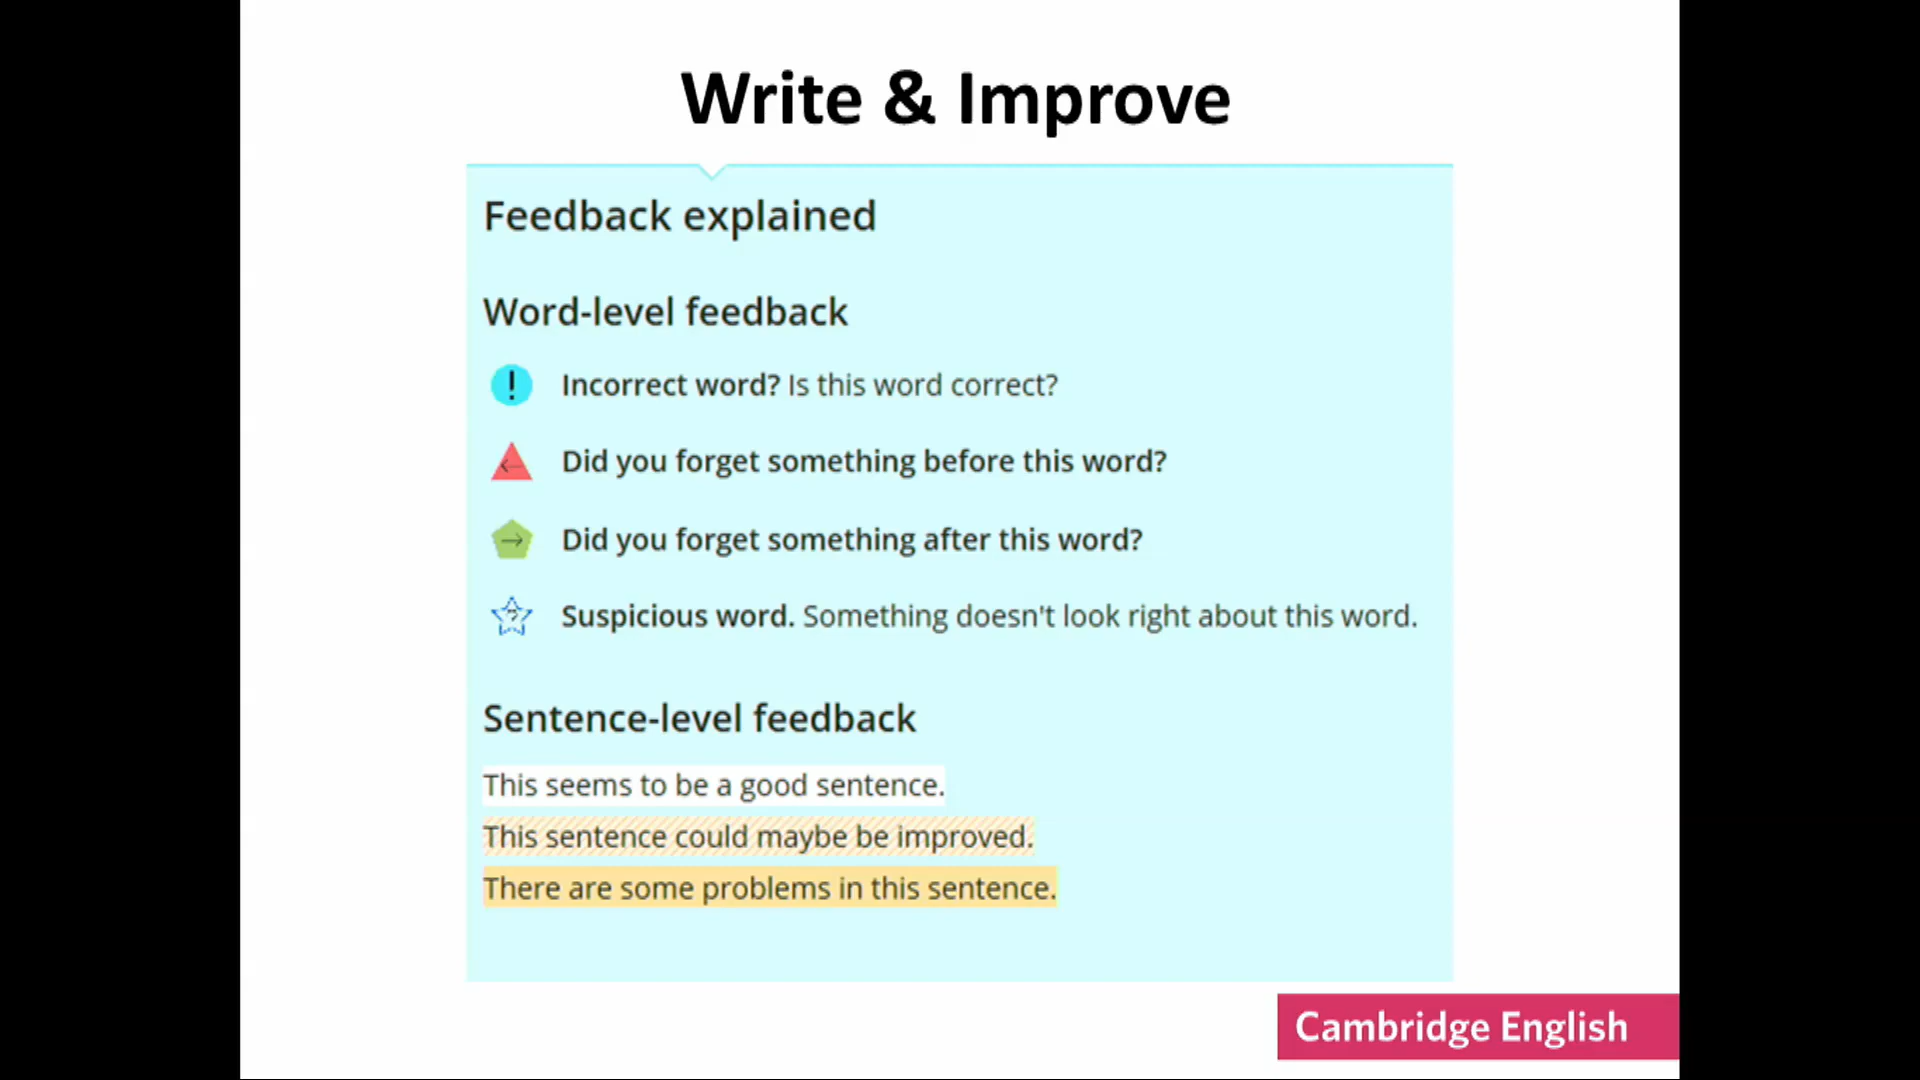 Write & Improve
Feedback explained
Word-level feedback
! Incorrect word? Is this word correct?
← Did you forget something before this word?
→ Did you forget something after this word?
? Suspicious word. Something doesn't look right about this word.
Sentence-level feedback
This seems to be a good sentence.
This sentence could maybe be improved.
There are some problems in this sentence.
Cambridge English